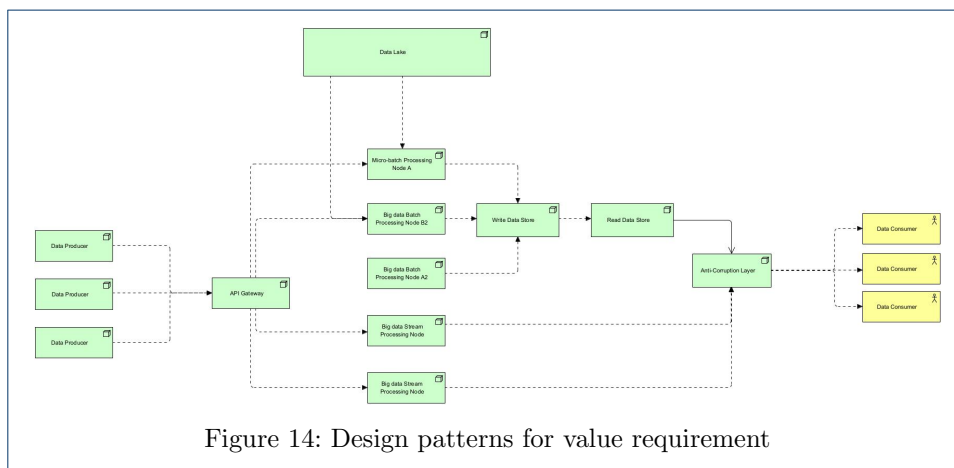 Data Lake
Micro-batch Processing
Node A
Big data Batch
Processing Node B2
Write Data Store
Read Data Store
Data Consumer
Data Producer
Big data Batch
Processing Node A2
Anti-Corruption Layer
Data Consumer
Data Producer
API Gateway
Data Consumer
Data Producer
Big data Stream
Processing Node
Big data Stream
Processing Node
Figure 14: Design patterns for value requirement